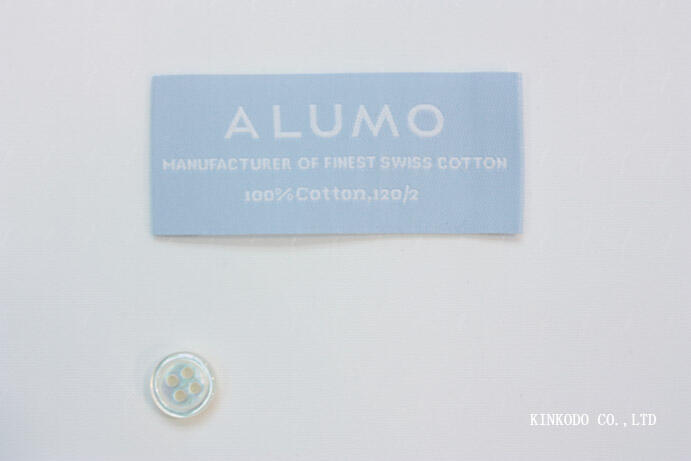 ALUMO
MANUFACTURER OF FINEST SWISS COTTON
100%Cotton,120/2
KINKODO CO.,LTD